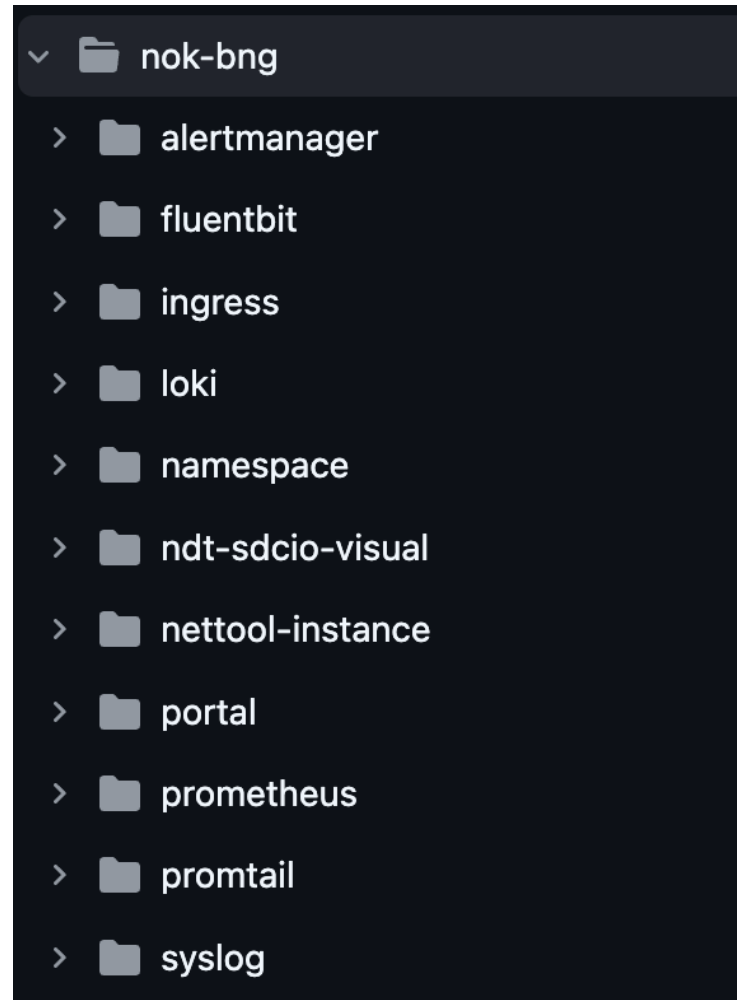 nok-bng
alertmanager
fluentbit
ingress
loki
namespace
ndt-sdcio-visual
nettool-instance
portal
prometheus
promtail
syslog